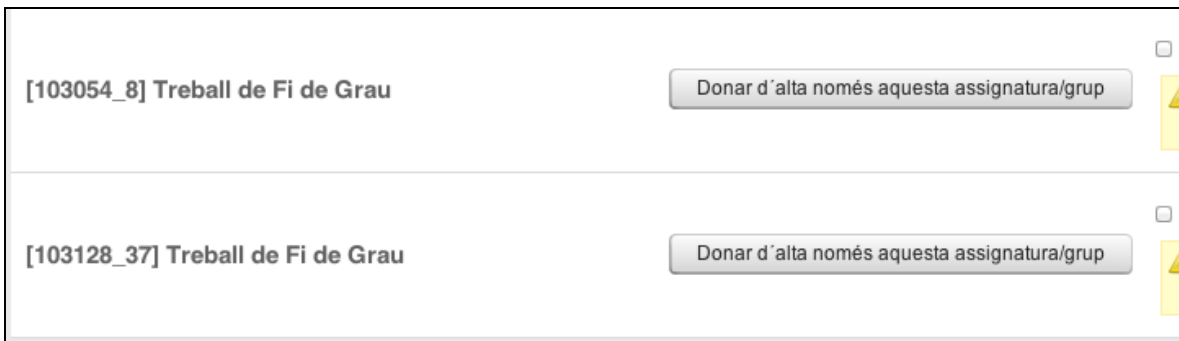 [103054_8] Treball de Fi de Grau
Donar d´alta només aquesta assignatura/grup
[103128_37] Treball de Fi de Grau
Donar d´alta només aquesta assignatura/grup